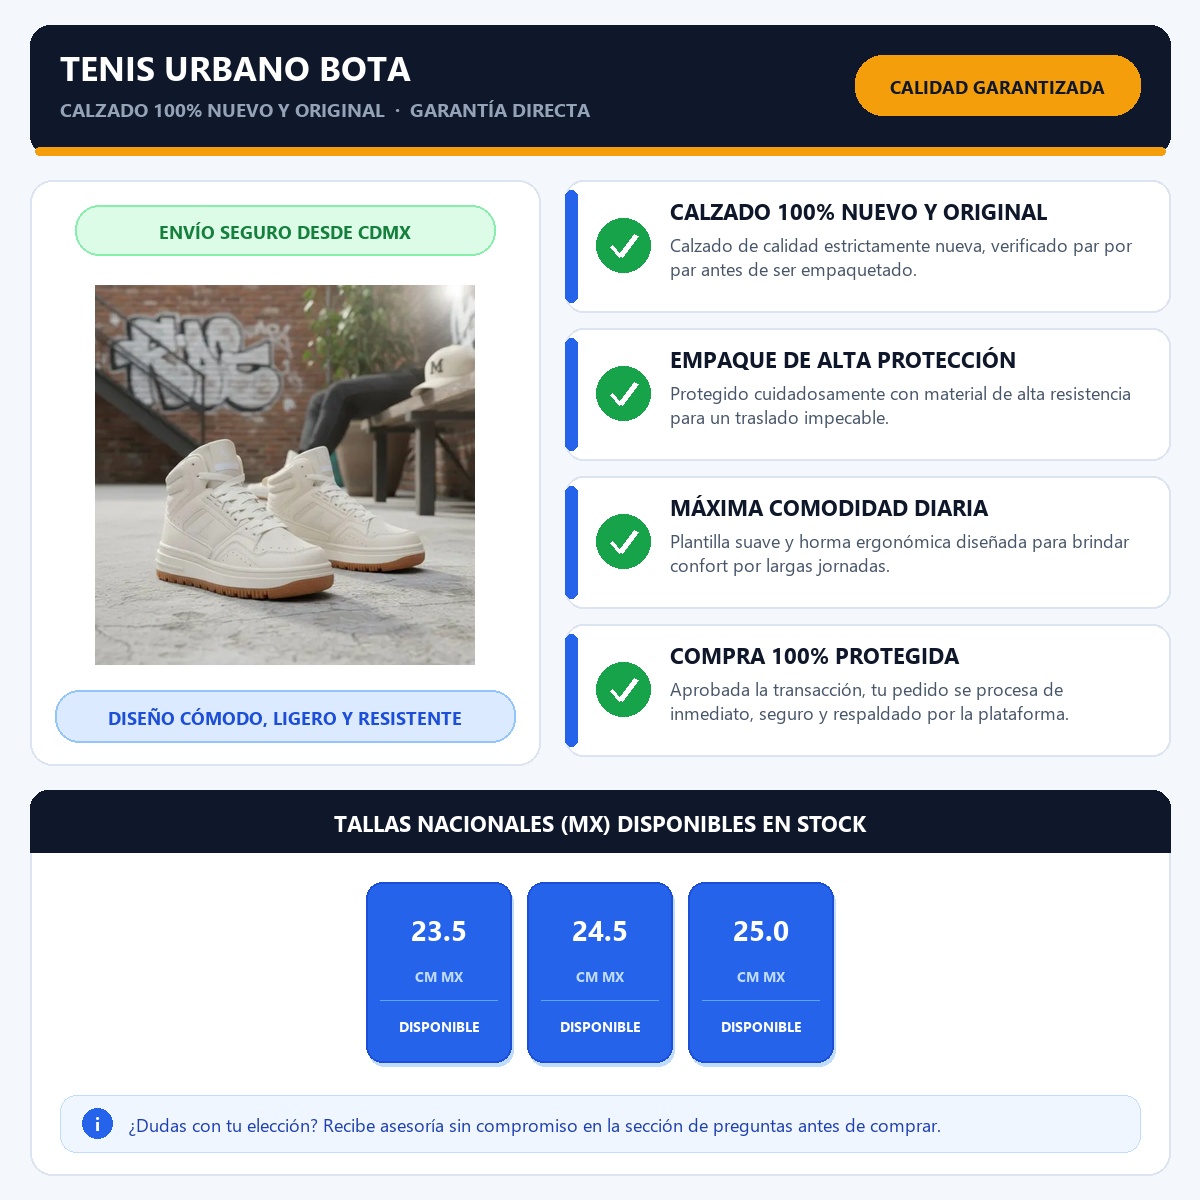 TENIS URBANO BOTA
CALZADO 100% NUEVO Y ORIGINAL · GARANTÍA DIRECTA
CALIDAD GARANTIZADA
ENVÍO SEGURO DESDE CDMX
M
DISEÑO CÓMODO, LIGERO Y RESISTENTE
CALZADO 100% NUEVO Y ORIGINAL
Calzado de calidad estrictamente nueva, verificado par por
par antes de ser empaquetado.
EMPAQUE DE ALTA PROTECCIÓN
Protegido cuidadosamente con material de alta resistencia
para un traslado impecable.
MÁXIMA COMODIDAD DIARIA
Plantilla suave y horma ergonómica diseñada para brindar
confort por largas jornadas.
COMPRA 100% PROTEGIDA
Aprobada la transacción, tu pedido se procesa de
inmediato, seguro y respaldado por la plataforma.
TALLAS NACIONALES (MX) DISPONIBLES EN STOCK
23.5
CM MX
DISPONIBLE
24.5
CM MX
DISPONIBLE
25.0
CM MX
DISPONIBLE
¿Dudas con tu elección? Recibe asesoría sin compromiso en la sección de preguntas antes de comprar.